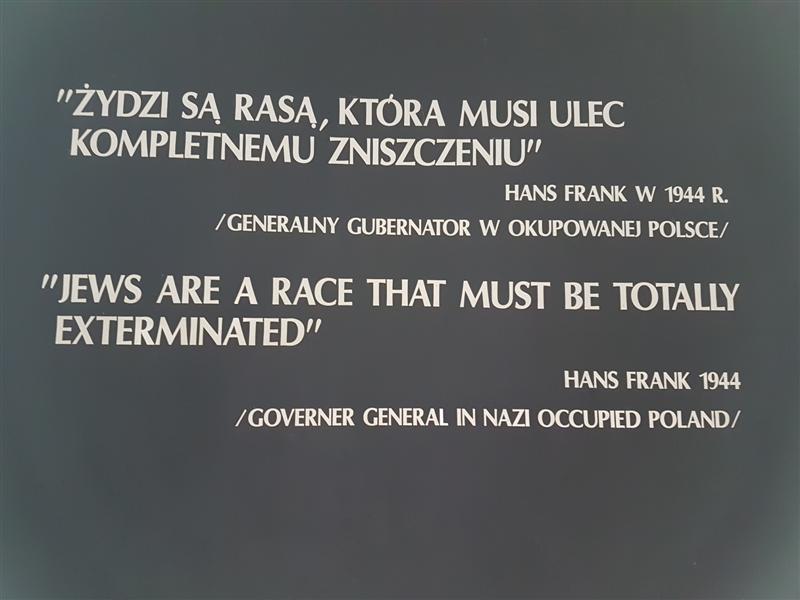 "ŻYDZI SĄ RASĄ, KTÓRA MUSI ULEC
KOMPLETNEMU ZNISZCZENIU"
HANS FRANK W 1944 R.
/GENERALNY GUBERNATOR W OKUPOWANEJ POLSCE/
"JEWS ARE A RACE THAT MUST BE TOTALLY
EXTERMINATED"
HANS FRANK 1944
/GOVERNER GENERAL IN NAZI OCCUPIED POLAND/